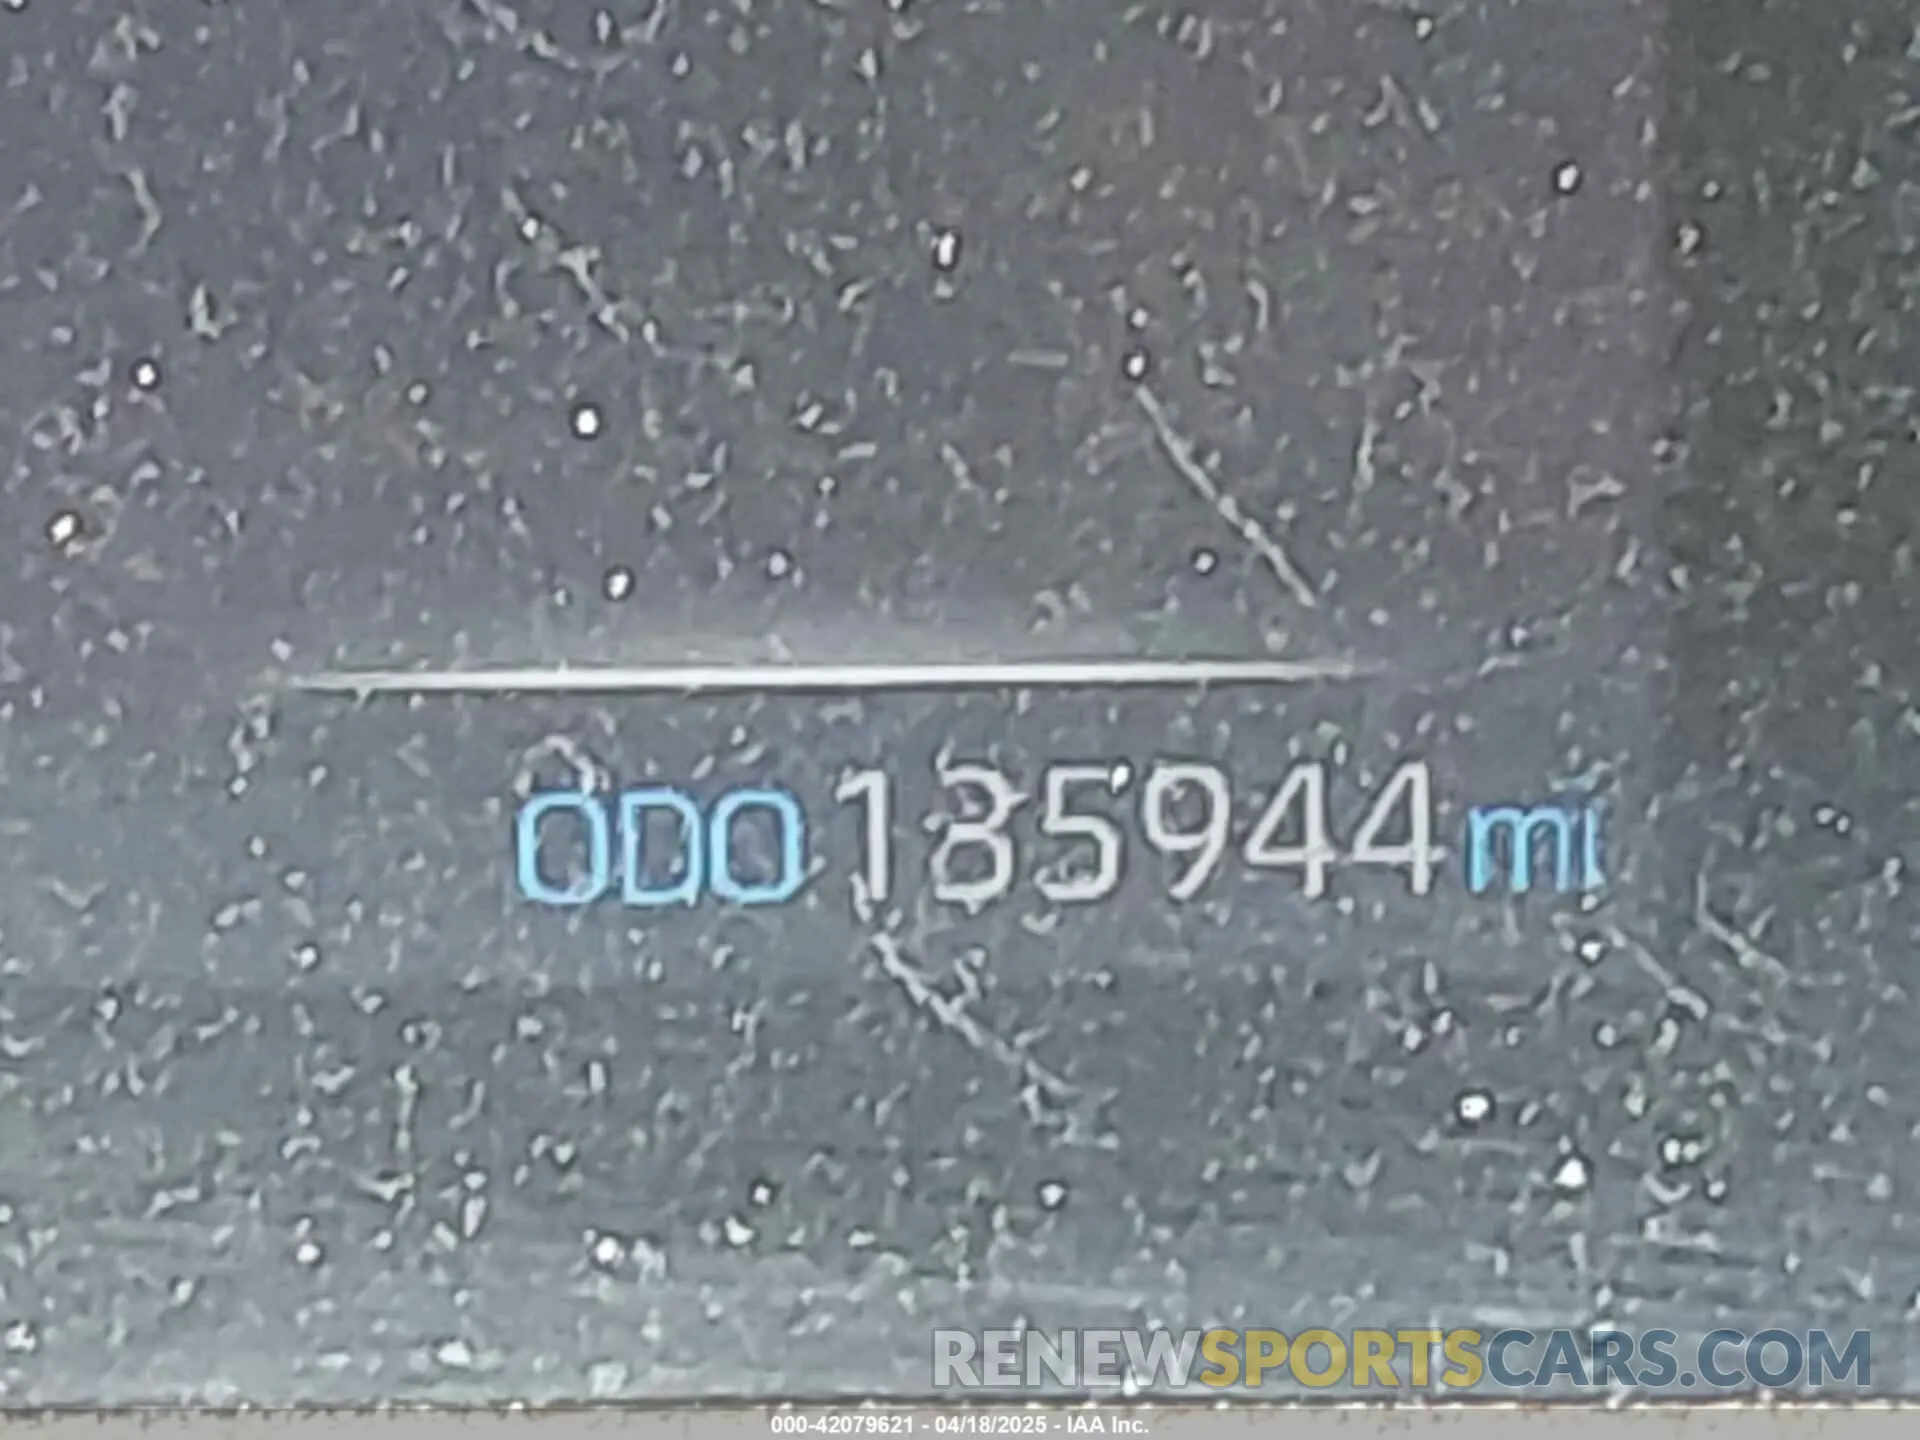 ODO 135944 mi
RENEWSPORTSCARS.COM
000-42079621 - 04/18/2025 - IAA Inc.